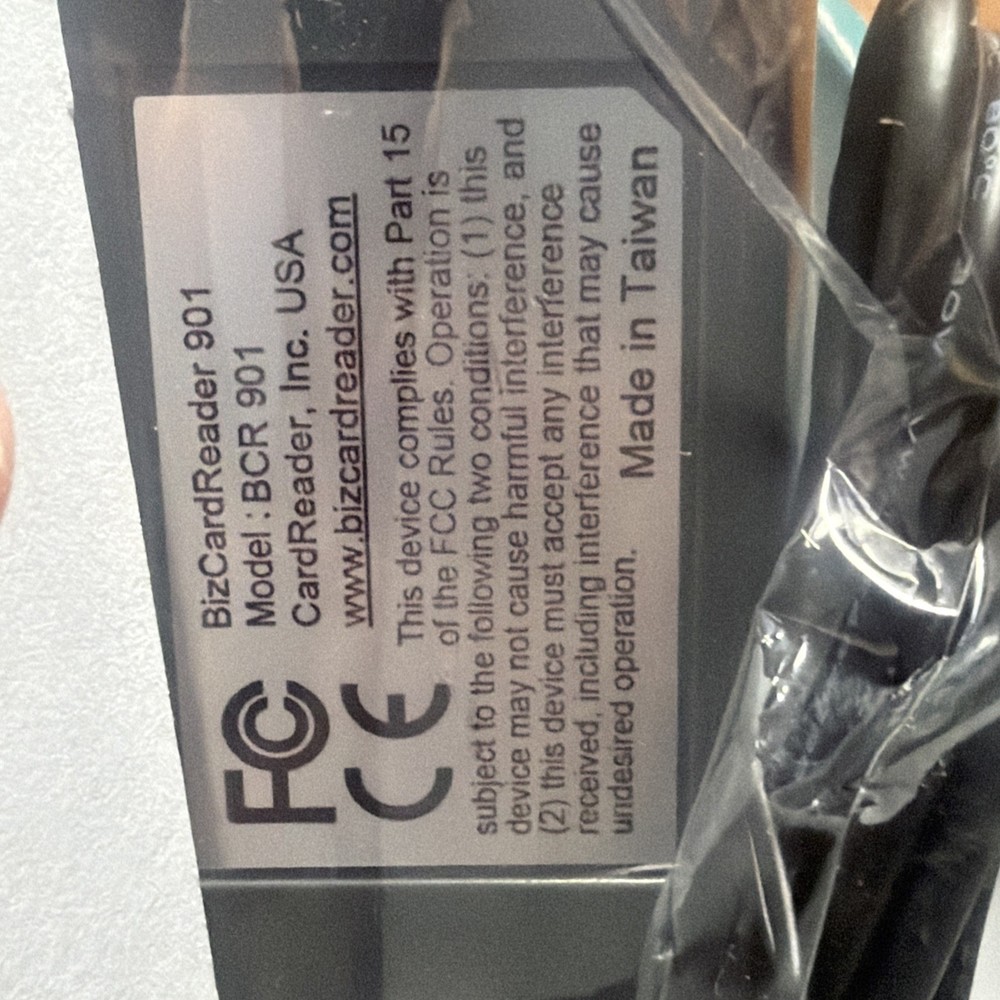 BizCardReader 901
Model : BCR 901
CardReader, Inc. USA
www.bizcardreader.com
FC
CE
This device complies with Part 15
of the FCC Rules. Operation is
subject to the following two conditions: (1) this
device may not cause harmful interference, and
(2) this device must accept any interference
received, including interference that may cause
undesired operation. Made in Taiwan